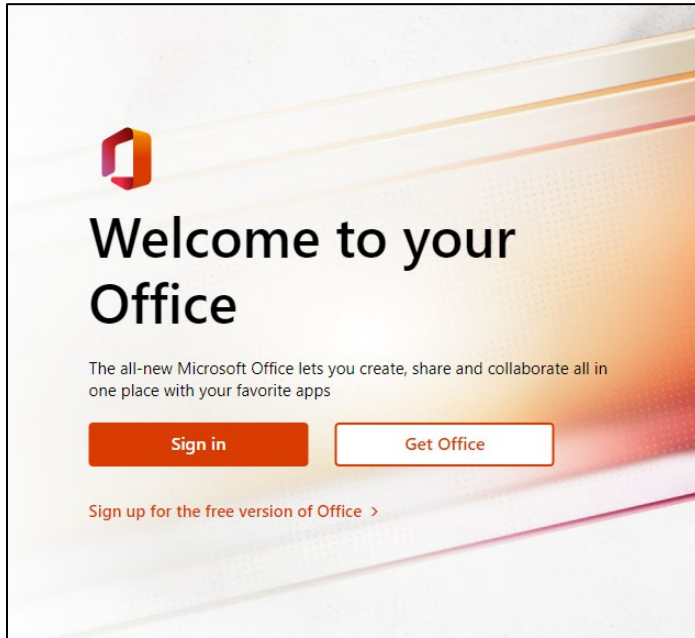 Welcome to your
Office
The all-new Microsoft Office lets you create, share and collaborate all in
one place with your favorite apps
Sign in
Get Office
Sign up for the free version of Office >